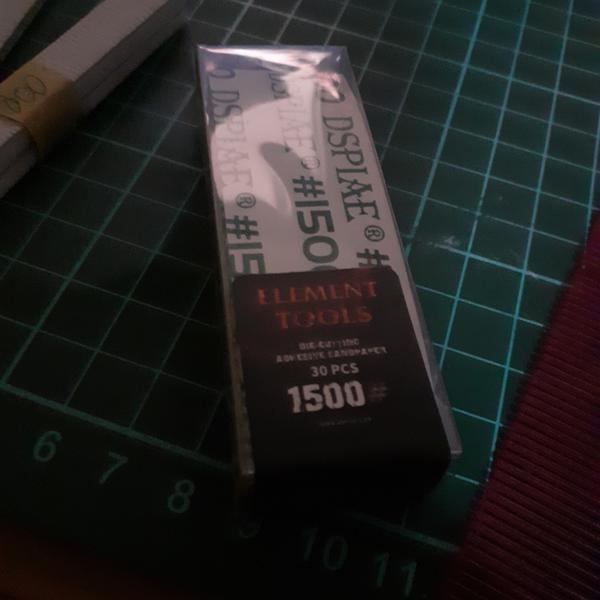 DSPIAE
DSPIAE ®
DSPIAE ®
#15
#150
#
ELEMENT
TOOLS
DIE-CUTTING
ADHESIVE SANDPAPER
30 PCS
1500#
6
7
8
9
10
11